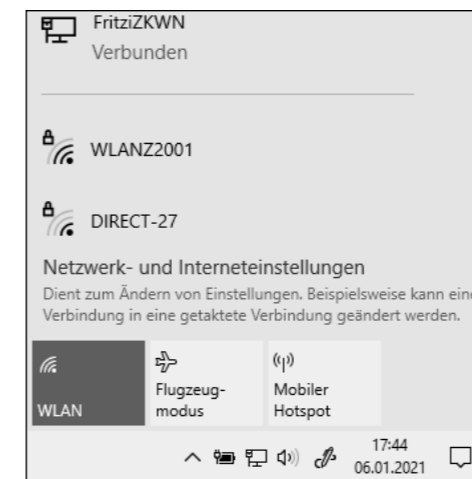 FritziZKWN
Verbunden
WLANZ2001
DIRECT-27
Netzwerk- und Interneteinstellungen
Dient zum Ändern von Einstellungen. Beispielsweise kann eine
Verbindung in eine getaktete Verbindung geändert werden.
WLAN
Flugzeug-
modus
Mobiler
Hotspot
17:44
06.01.2021